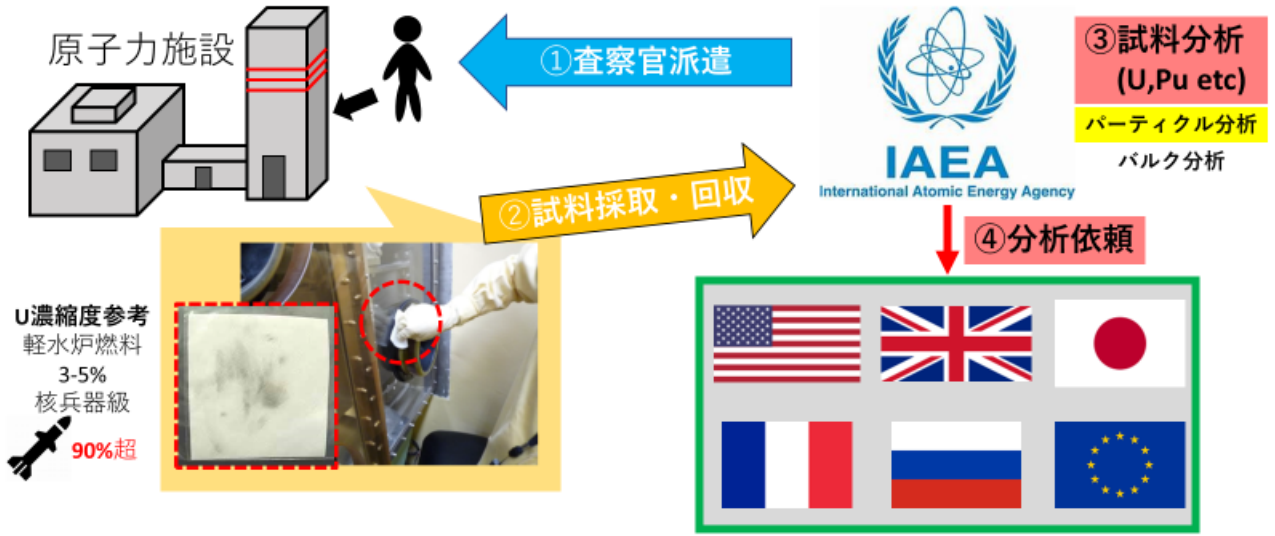 原子力施設
①査察官派遣
IAEA
International Atomic Energy Agency
③試料分析
(U,Pu etc)
パーティクル分析
バルク分析
②試料採取・回収
④分析依頼
U濃縮度参考
軽水炉燃料
3-5%
核兵器級
90%超